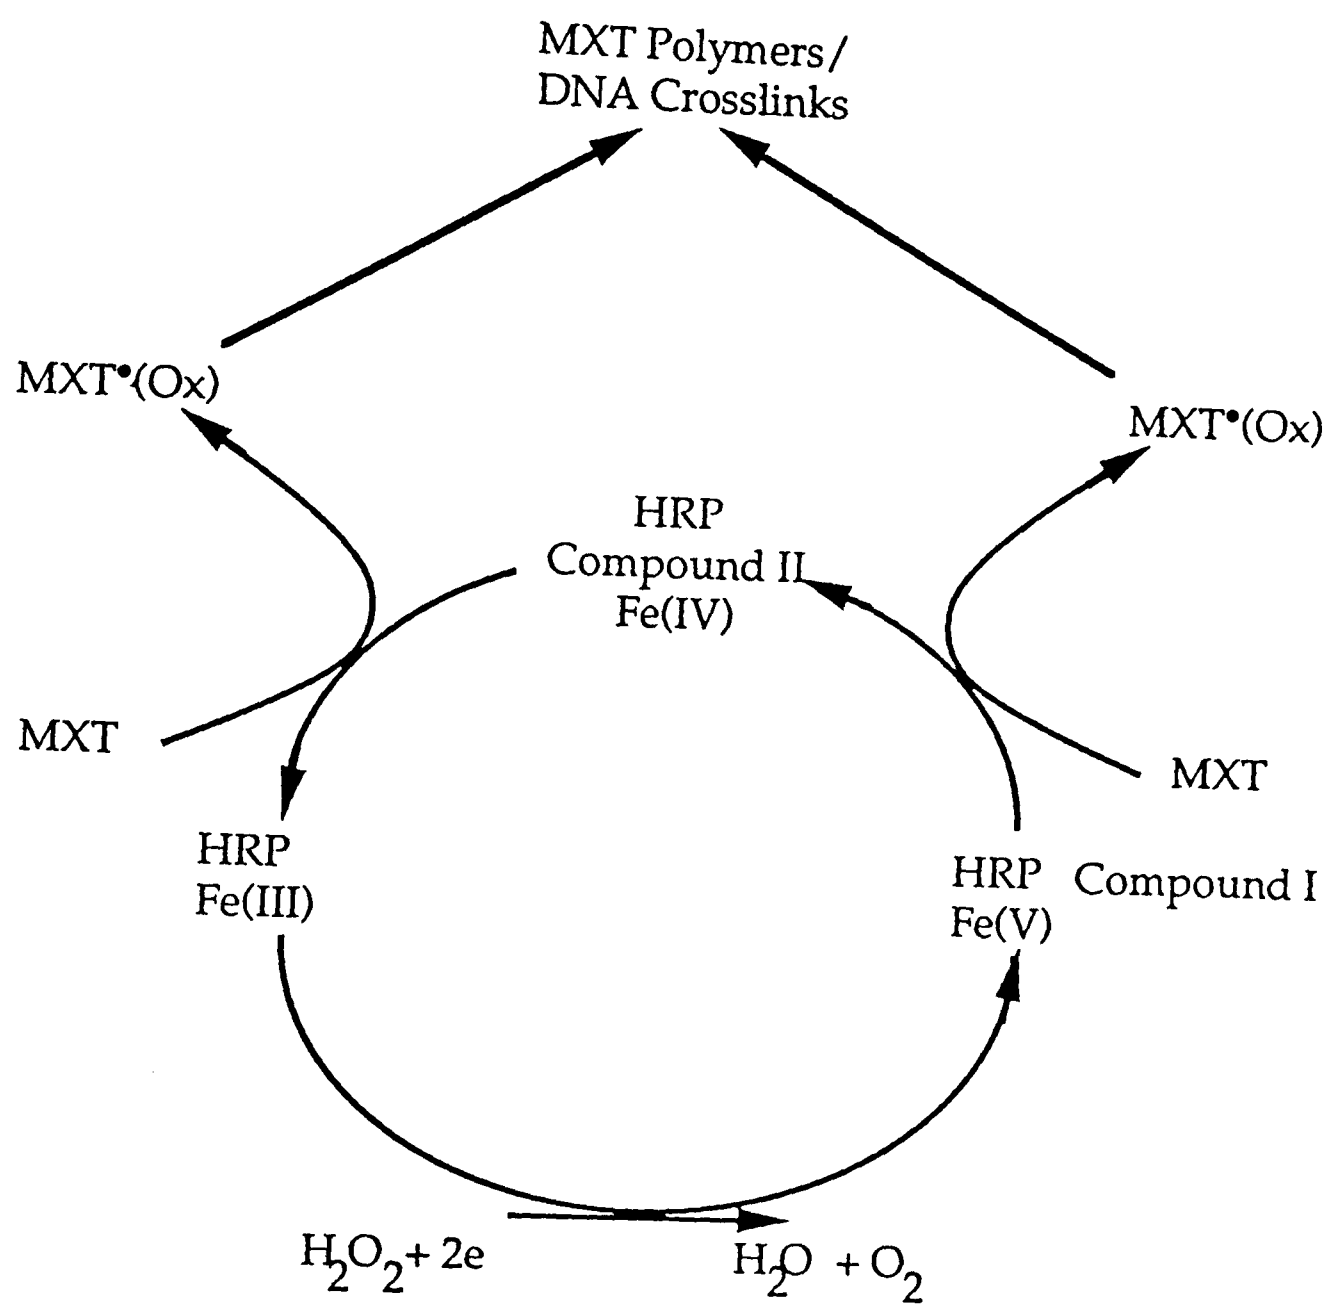 MXT Polymers/
DNA Crosslinks
MXT•(Ox)
MXT•(Ox)
HRP
Compound II
Fe(IV)
MXT
MXT
HRP
Fe(III)
HRP Compound I
Fe(V)
H₂O₂ + 2e
H₂O + O₂